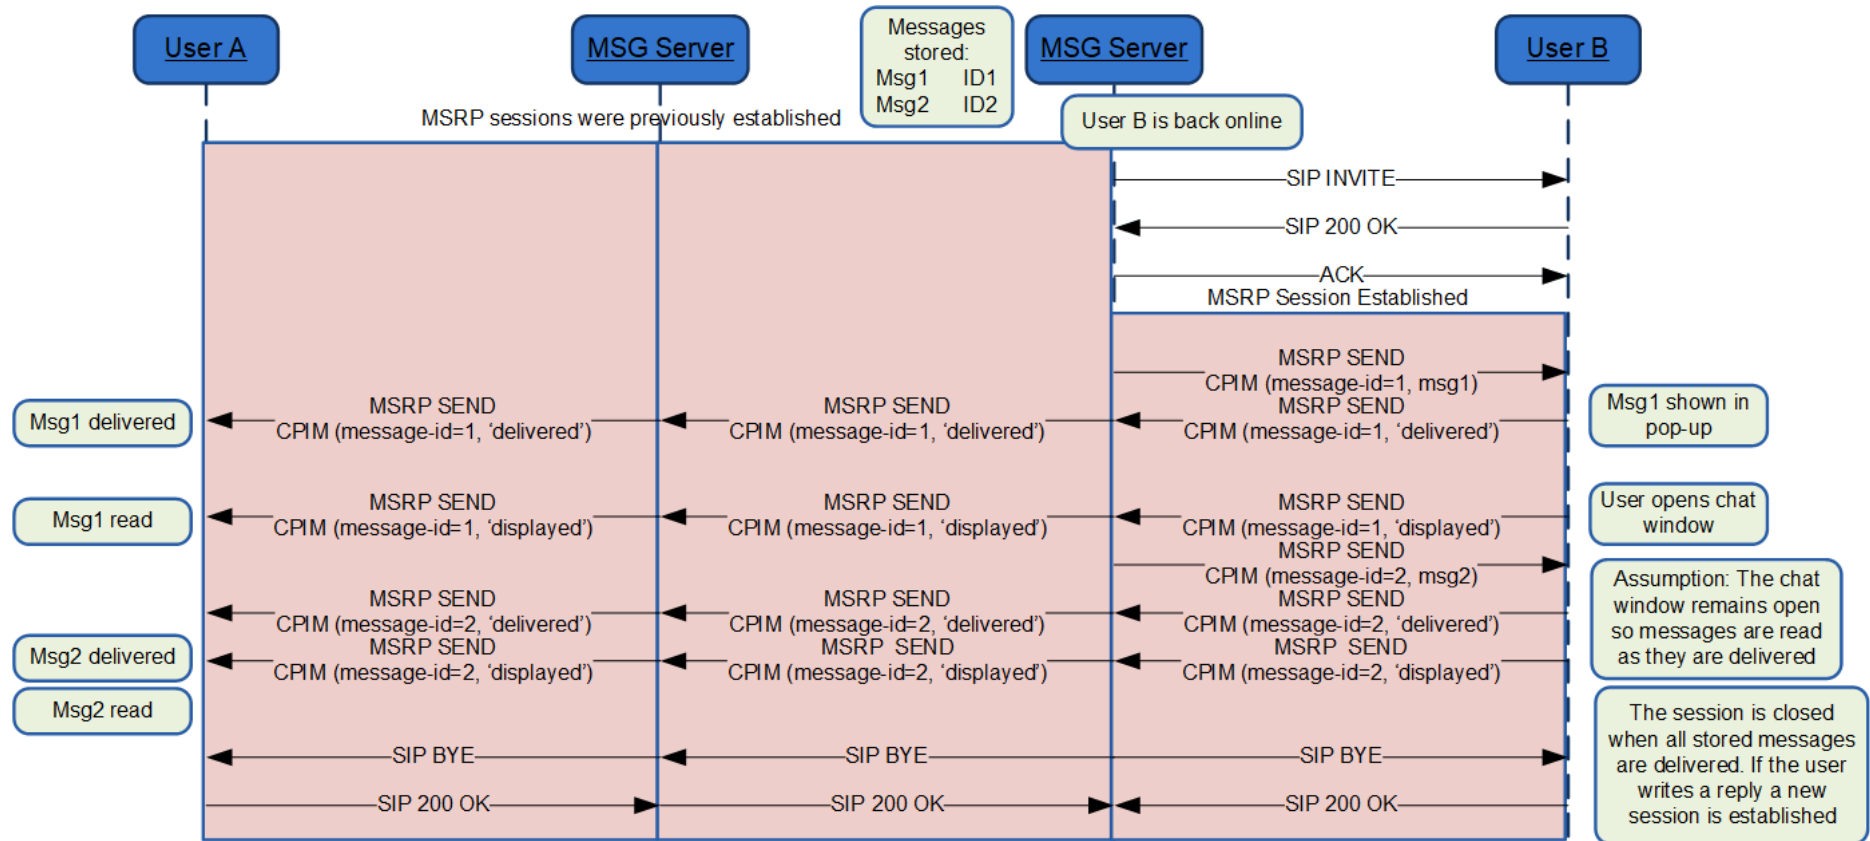 User A
MSG Server
Messages
stored:
Msg1 ID1
Msg2 ID2
MSG Server
User B
MSRP sessions were previously established
User B is back online
SIP INVITE
SIP 200 OK
ACK
MSRP Session Established
MSRP SEND
CPIM (message-id=1, msg1)
Msg1 delivered
MSRP SEND
CPIM (message-id=1, ‘delivered’)
MSRP SEND
CPIM (message-id=1, ‘delivered’)
MSRP SEND
CPIM (message-id=1, ‘delivered’)
Msg1 shown in
pop-up
Msg1 read
MSRP SEND
CPIM (message-id=1, ‘displayed’)
MSRP SEND
CPIM (message-id=1, ‘displayed’)
MSRP SEND
CPIM (message-id=1, ‘displayed’)
User opens chat
window
MSRP SEND
CPIM (message-id=2, msg2)
MSRP SEND
CPIM (message-id=2, ‘delivered’)
MSRP SEND
CPIM (message-id=2, ‘delivered’)
MSRP SEND
CPIM (message-id=2, ‘delivered’)
Assumption: The chat
window remains open
so messages are read
as they are delivered
Msg2 delivered
MSRP SEND
CPIM (message-id=2, ‘displayed’)
MSRP SEND
CPIM (message-id=2, ‘displayed’)
MSRP SEND
CPIM (message-id=2, ‘displayed’)
Msg2 read
SIP BYE
SIP BYE
SIP BYE
The session is closed
when all stored messages
are delivered. If the user
writes a reply a new
session is established
SIP 200 OK
SIP 200 OK
SIP 200 OK